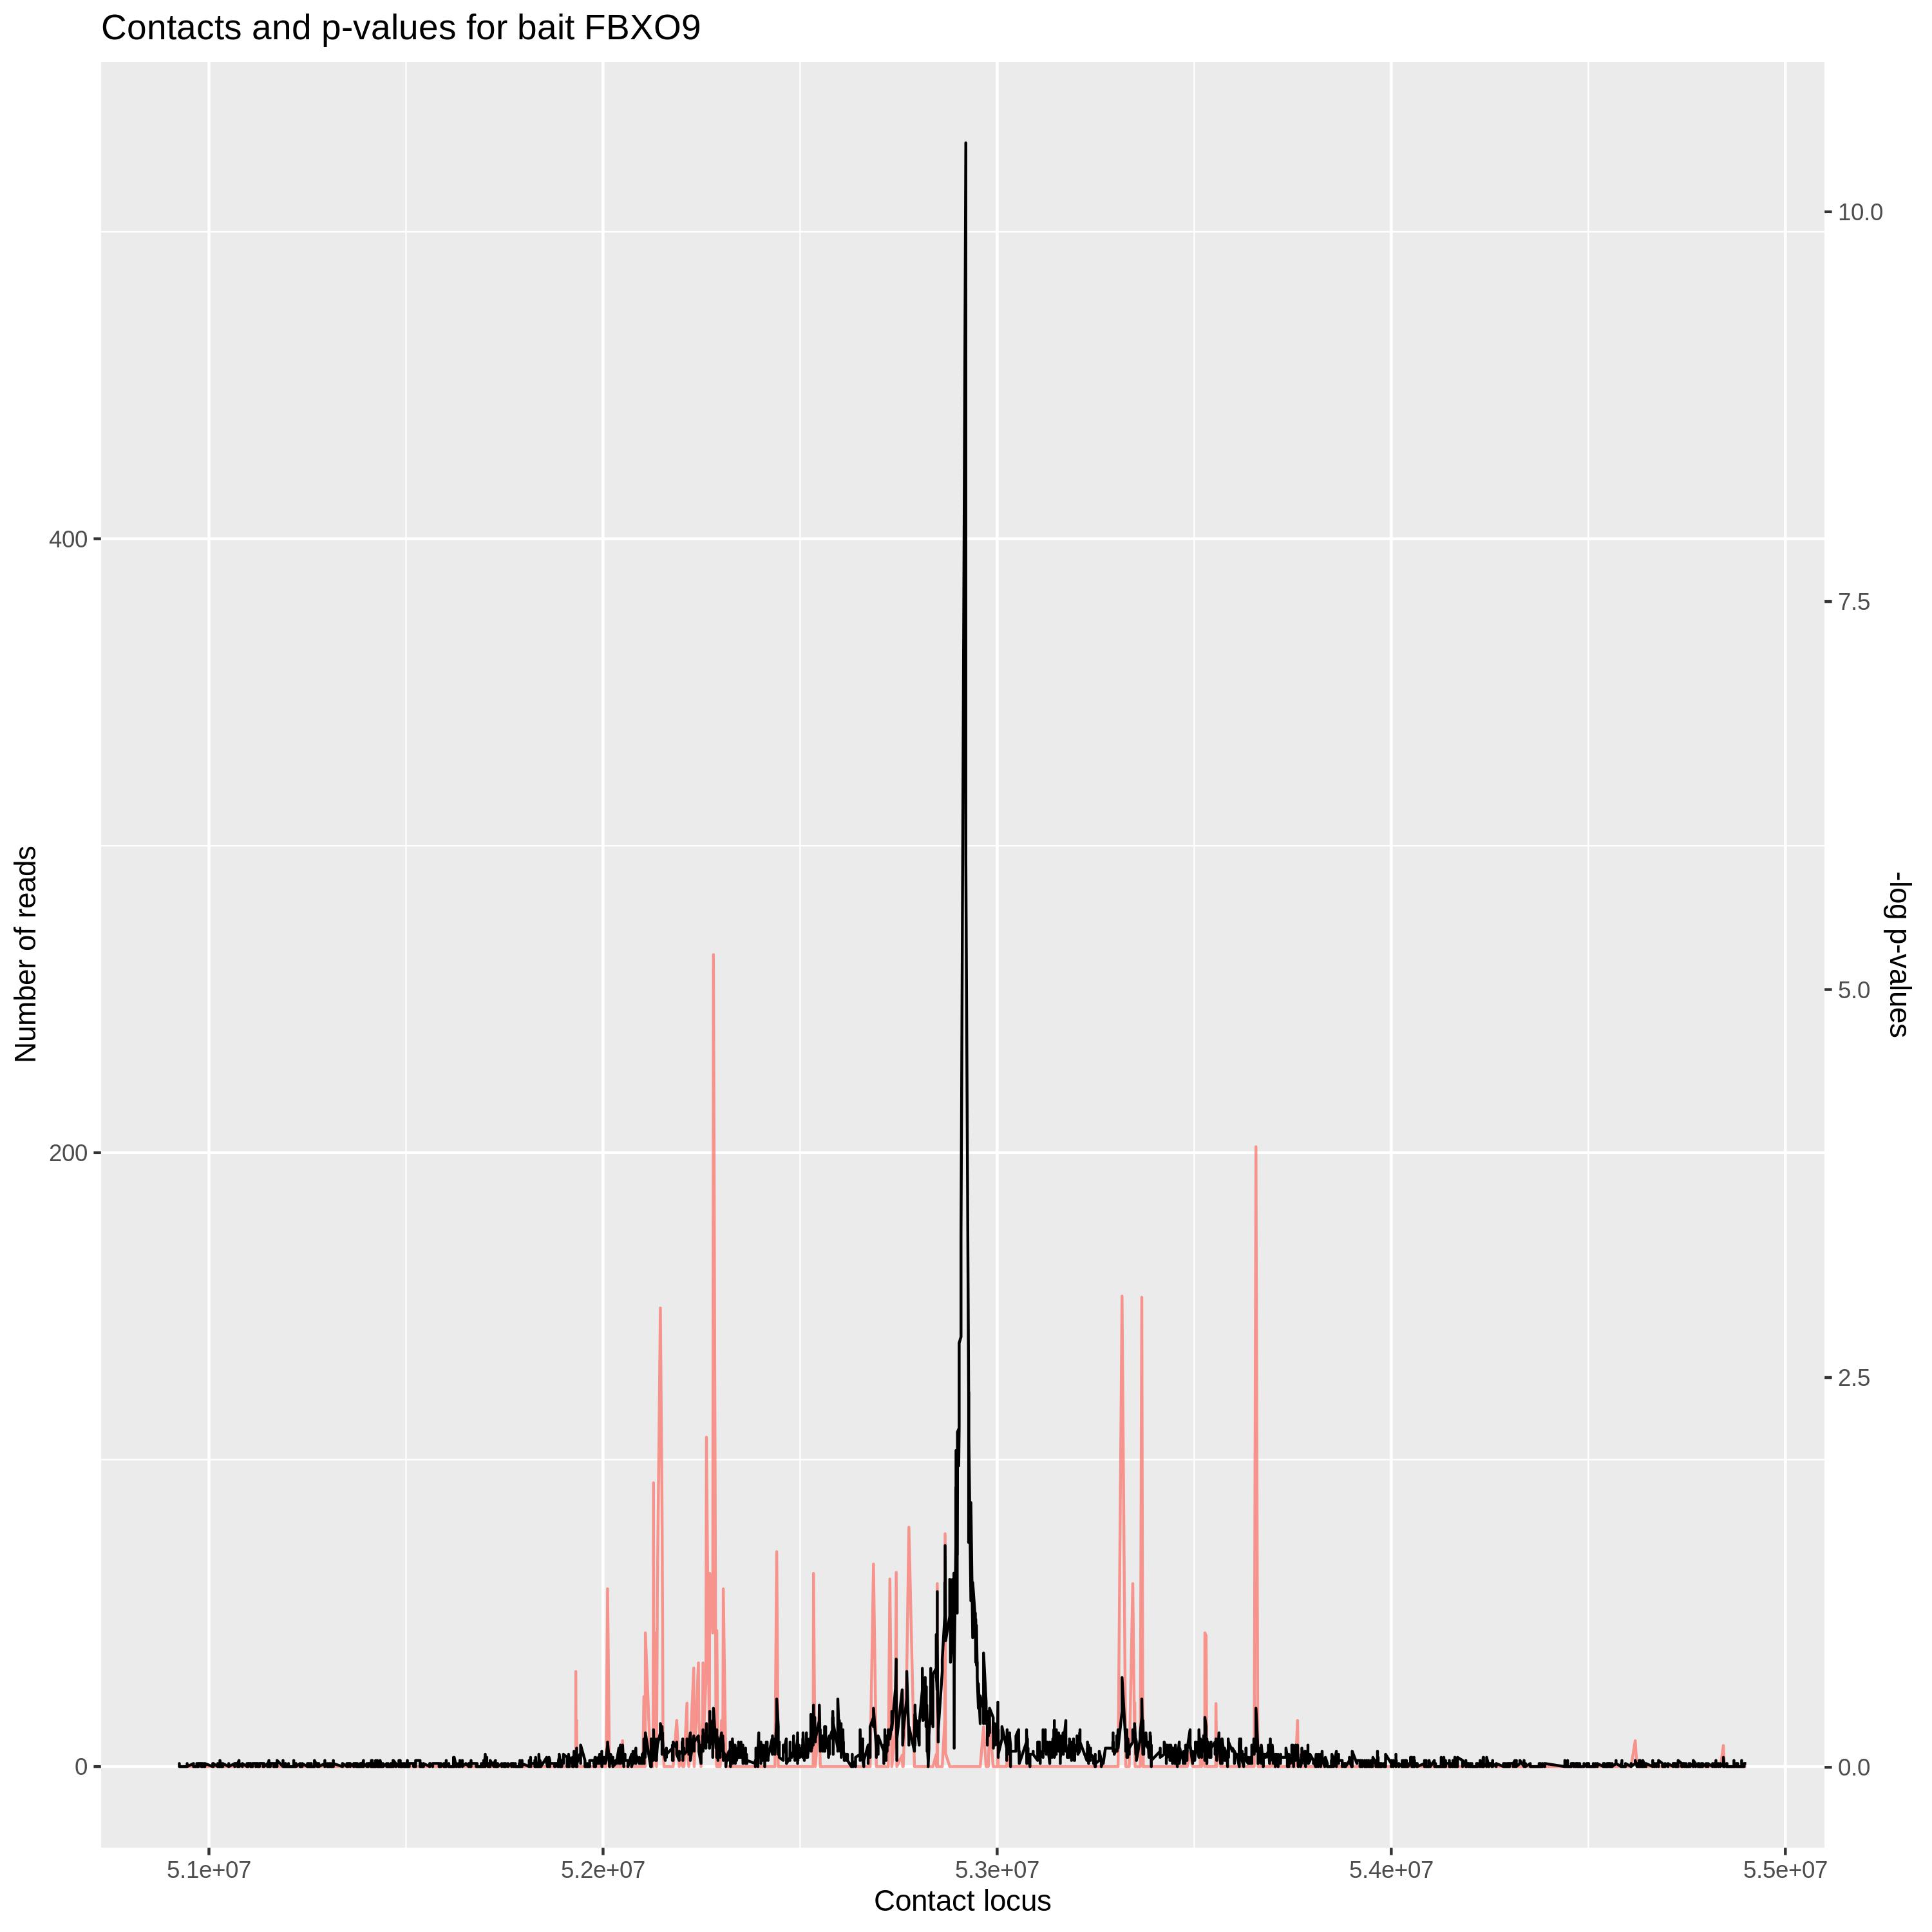 Contacts and p-values for bait FBXO9
10.0
400
7.5
Number of reads
-log p-values
5.0
200
2.5
0
0.0
5.1e+07
5.2e+07
5.3e+07
5.4e+07
5.5e+07
Contact locus